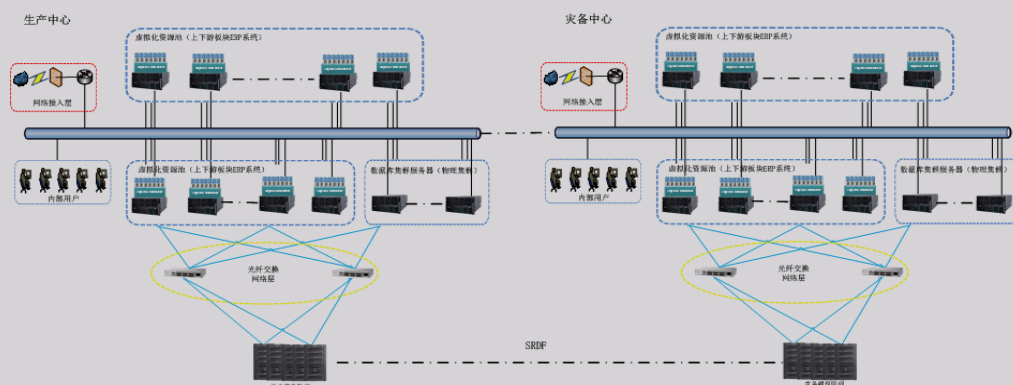 生产中心
灾备中心
虚拟化资源池（上下游板块ERP系统）
虚拟化资源池（上下游板块ERP系统）
网络接入层
网络接入层
虚拟化资源池（上下游板块ERP系统）
数据库集群服务器（物理集群）
虚拟化资源池（上下游板块ERP系统）
数据库集群服务器（物理集群）
内部用户
内部用户
光纤交换
网络层
光纤交换
网络层
SRDF